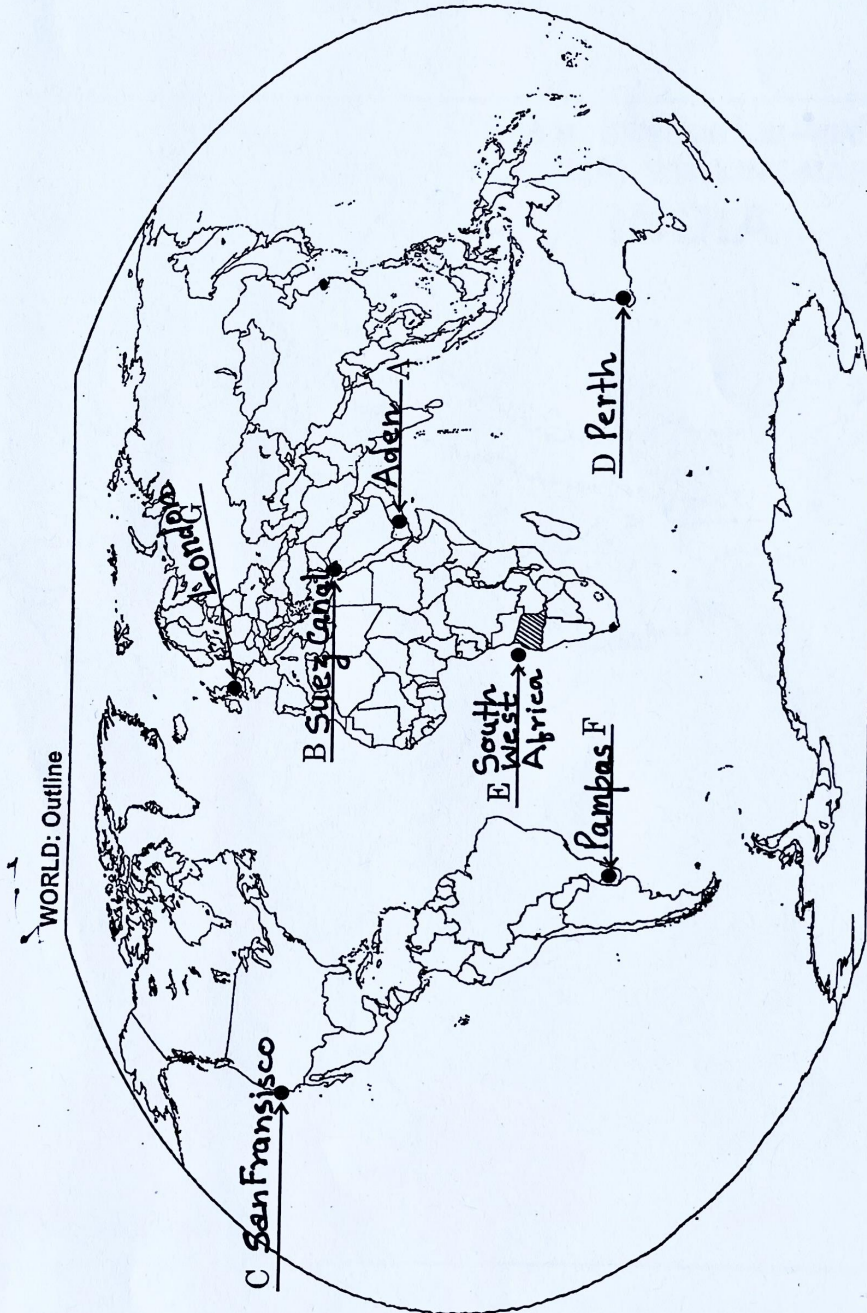 WORLD: Outline
London
G
Aden A
B Suez Canal
C San Fransisco
D Perth
E South
West
Africa
Pambas F